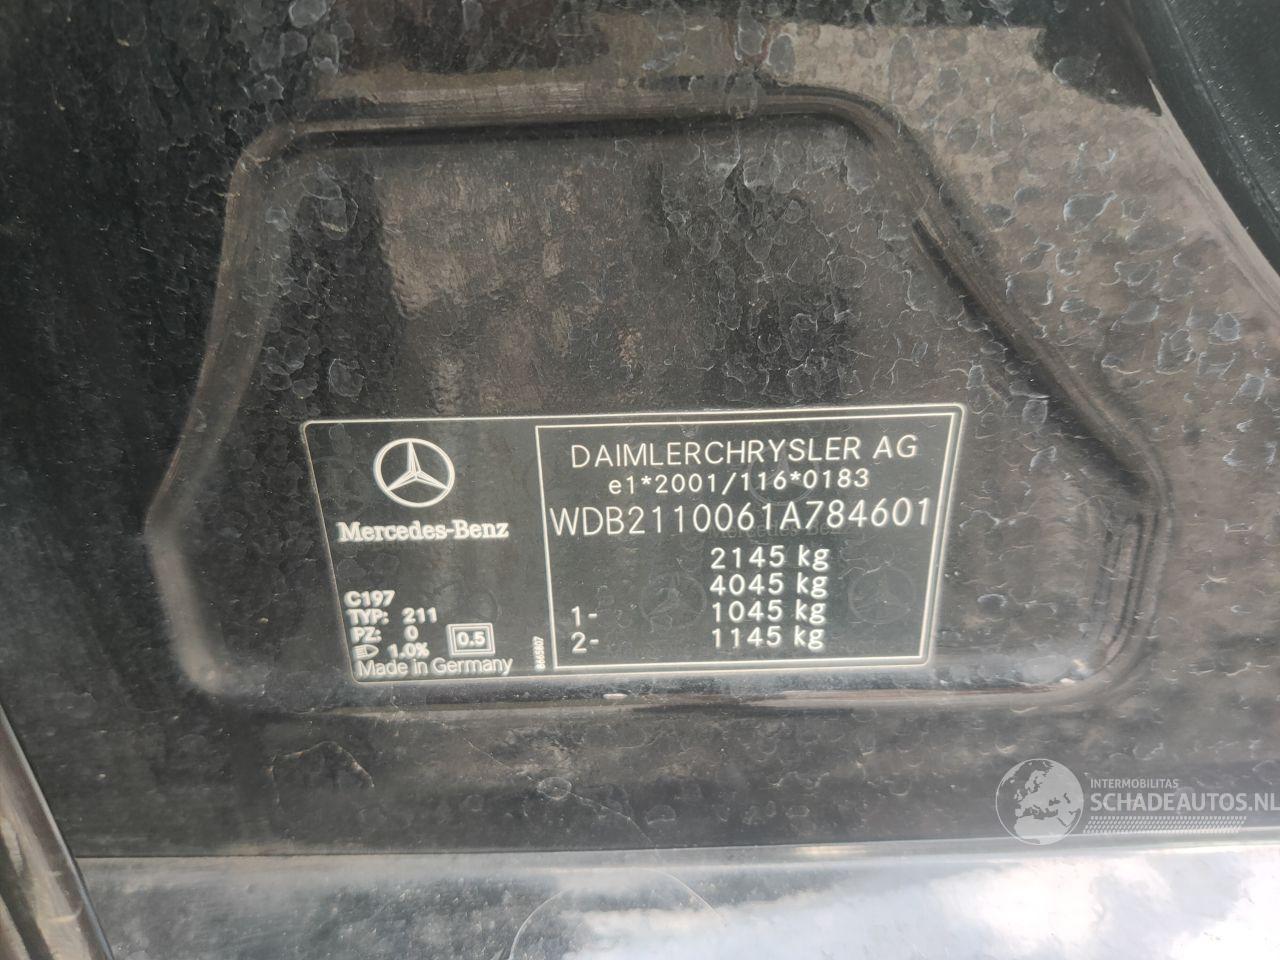 Mercedes-Benz
C197
TYP: 211
PZ: 0
1.0%
0.5
Made in Germany
DAIMLERCHRYSLER AG
e1*2001/116*0183
WDB2110061A784601
2145 kg
4045 kg
1- 1045 kg
2- 1145 kg
INTERMOBILITAS
SCHADEAUTOS.NL